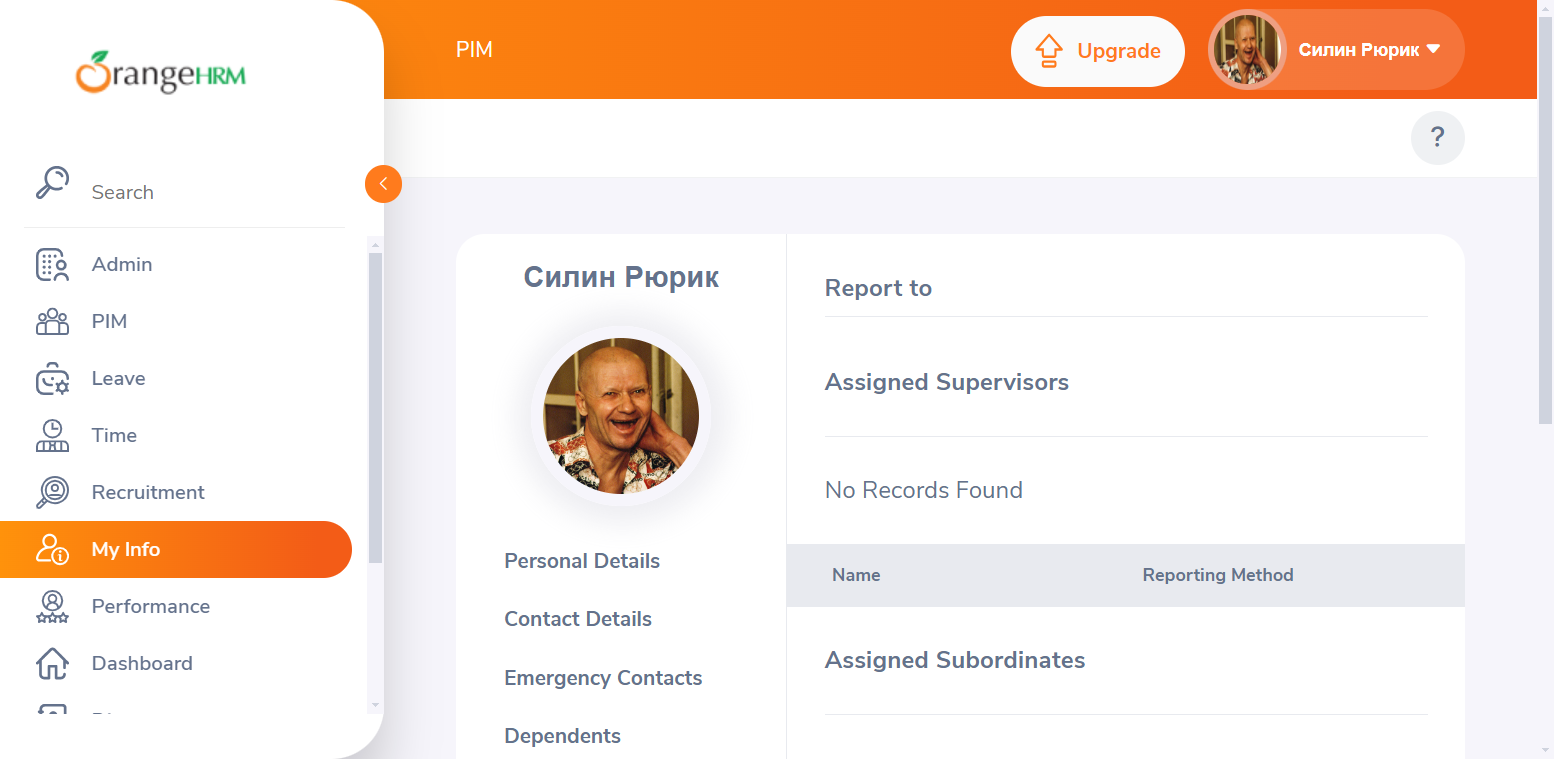 OrangeHRM
PIM
Upgrade
Силин Рюрик
?
Search
Admin
PIM
Leave
Time
Recruitment
My Info
Performance
Dashboard
Силин Рюрик
Personal Details
Contact Details
Emergency Contacts
Dependents
Report to
Assigned Supervisors
No Records Found
Name Reporting Method
Assigned Subordinates